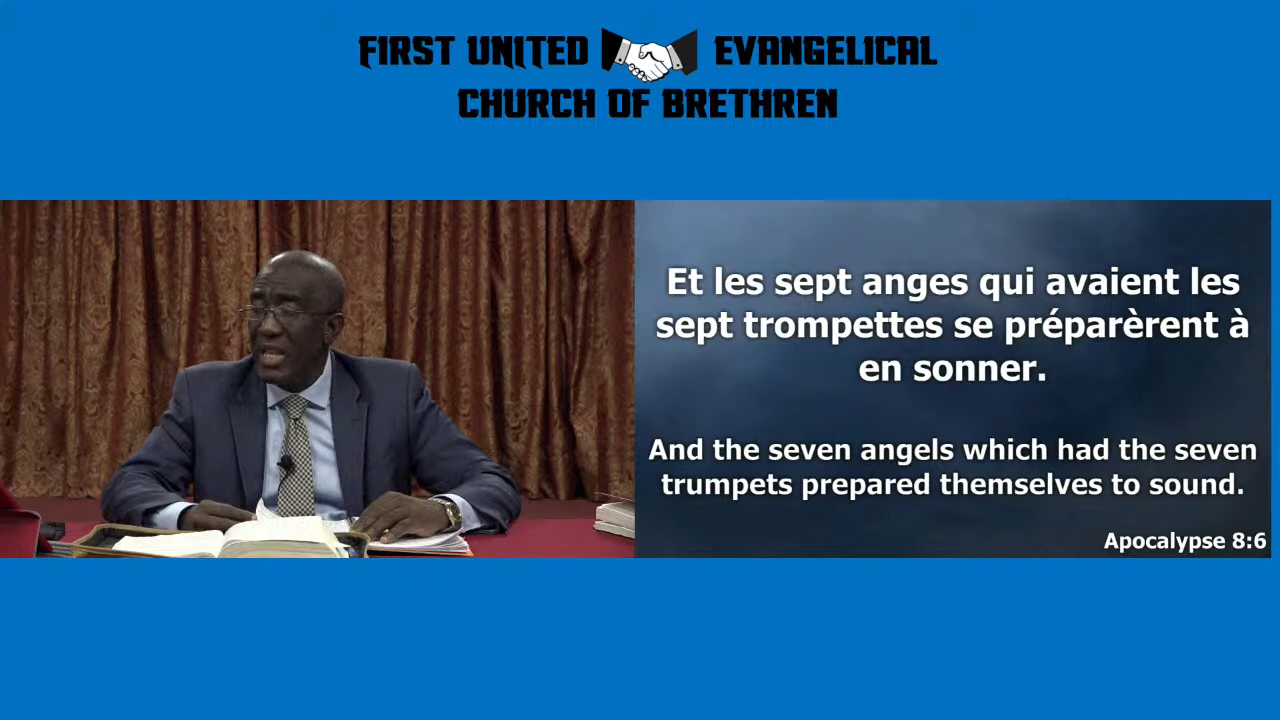 FIRST UNITED EVANGELICAL
CHURCH OF BRETHREN
Et les sept anges qui avaient les
sept trompettes se préparèrent à
en sonner.
And the seven angels which had the seven
trumpets prepared themselves to sound.
Apocalypse 8:6